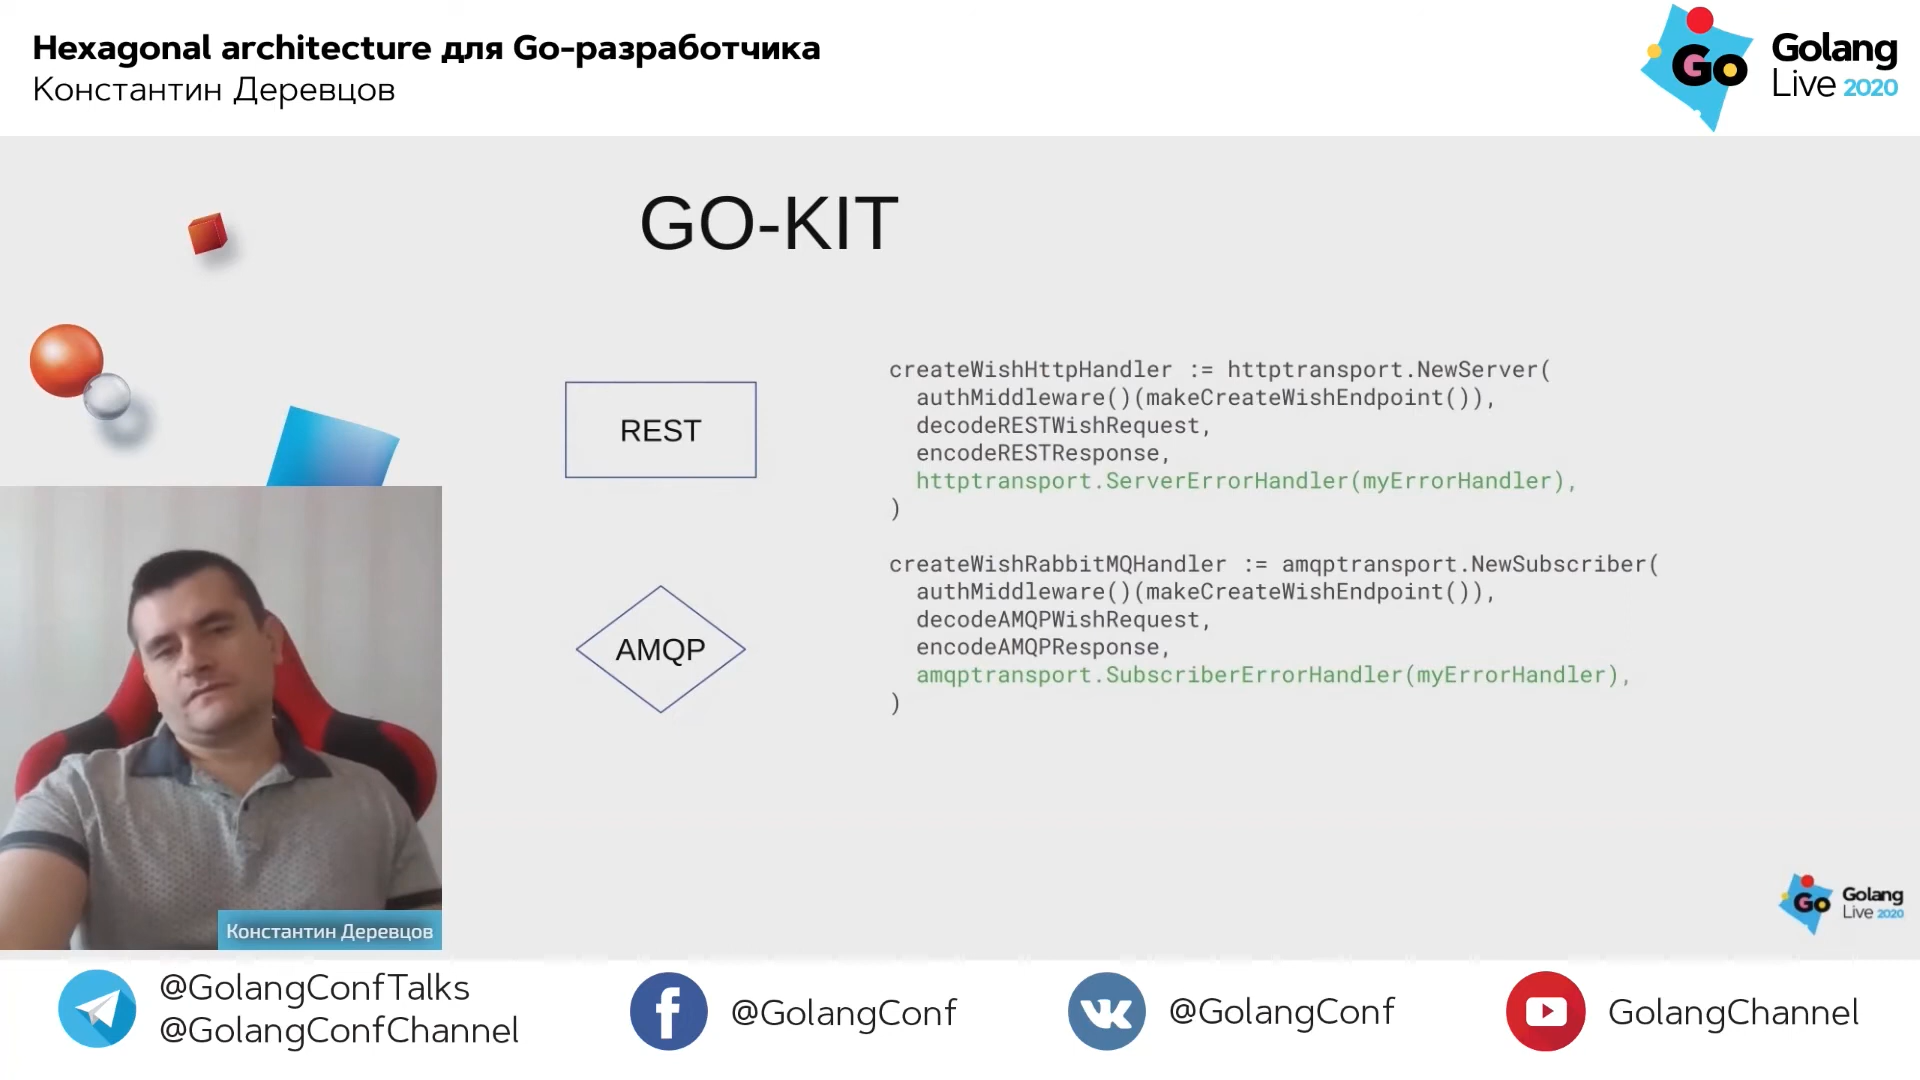 Hexagonal architecture для Go-разработчика
Константин Деревцов
Go
Golang
Live 2020
GO-KIT
REST
createWishHttpHandler := httptransport.NewServer(
authMiddleware()(makeCreateWishEndpoint()),
decodeRESTWishRequest,
encodeRESTResponse,
httptransport.ServerErrorHandler(myErrorHandler),
)
AMQP
createWishRabbitMQHandler := amqptransport.NewSubscriber(
authMiddleware()(makeCreateWishEndpoint()),
decodeAMQPWishRequest,
encodeAMQPResponse,
amqptransport.SubscriberErrorHandler(myErrorHandler),
)
Go
Golang
Live 2020
Константин Деревцов
@GolangConfTalks
@GolangConfChannel
@GolangConf
@GolangConf
GolangChannel